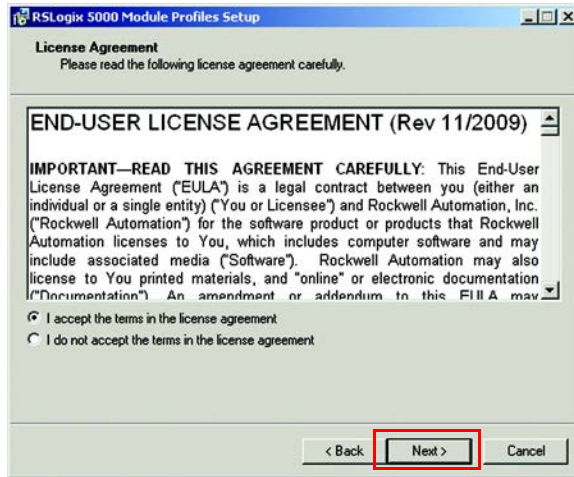 RSLogix 5000 Module Profiles Setup
License Agreement
Please read the following license agreement carefully.
END-USER LICENSE AGREEMENT (Rev 11/2009)
IMPORTANT—READ THIS AGREEMENT CAREFULLY: This End-User
License Agreement ("EULA") is a legal contract between you (either an
individual or a single entity) ("You or Licensee") and Rockwell Automation, Inc.
("Rockwell Automation") for the software product or products that Rockwell
Automation licenses to You, which includes computer software and may
include associated media ("Software"). Rockwell Automation may also
license to You printed materials, and "online" or electronic documentation
("Documentation"). An amendment or addendum to this EULA may
I accept the terms in the license agreement
I do not accept the terms in the license agreement
< Back Next > Cancel